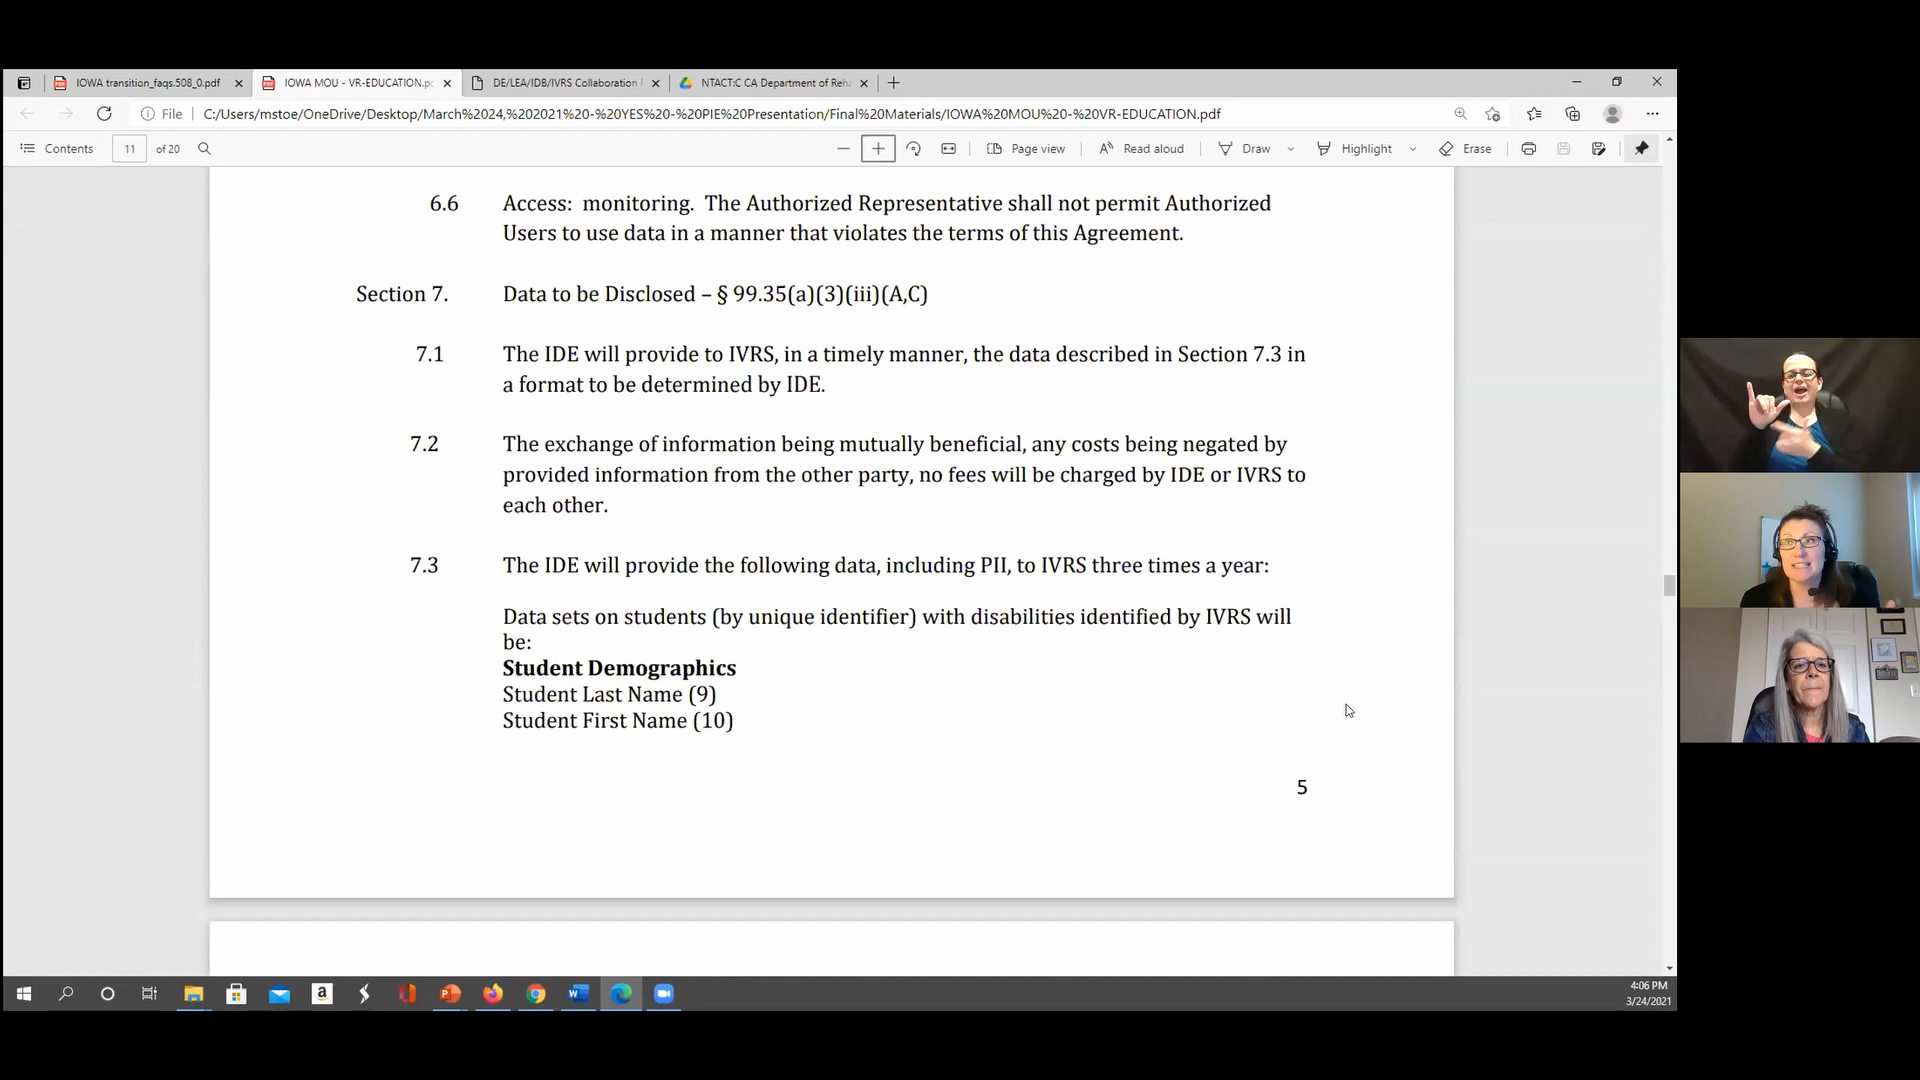 IOWA transition_faqs.508_0.pdf
IOWA MOU - VR-EDUCATION.p
DE/LEA/IDB/IVRS Collaboration
NTACT:C CA Department of Reha
File
C:/Users/mstoe/OneDrive/Desktop/March%2024,%202021%20-%20YES%20-%20PIE%20Presentation/Final%20Materials/IOWA%20MOU%20-%20VR-EDUCATION.pdf
Contents 11 of 20 Page view Read aloud Draw Highlight Erase
6.6 Access: monitoring. The Authorized Representative shall not permit Authorized
Users to use data in a manner that violates the terms of this Agreement.
Section 7. Data to be Disclosed – § 99.35(a)(3)(iii)(A,C)
7.1 The IDE will provide to IVRS, in a timely manner, the data described in Section 7.3 in
a format to be determined by IDE.
7.2 The exchange of information being mutually beneficial, any costs being negated by
provided information from the other party, no fees will be charged by IDE or IVRS to
each other.
7.3 The IDE will provide the following data, including PII, to IVRS three times a year:
Data sets on students (by unique identifier) with disabilities identified by IVRS will
be:
Student Demographics
Student Last Name (9)
Student First Name (10)
5
4:06 PM
3/24/2021